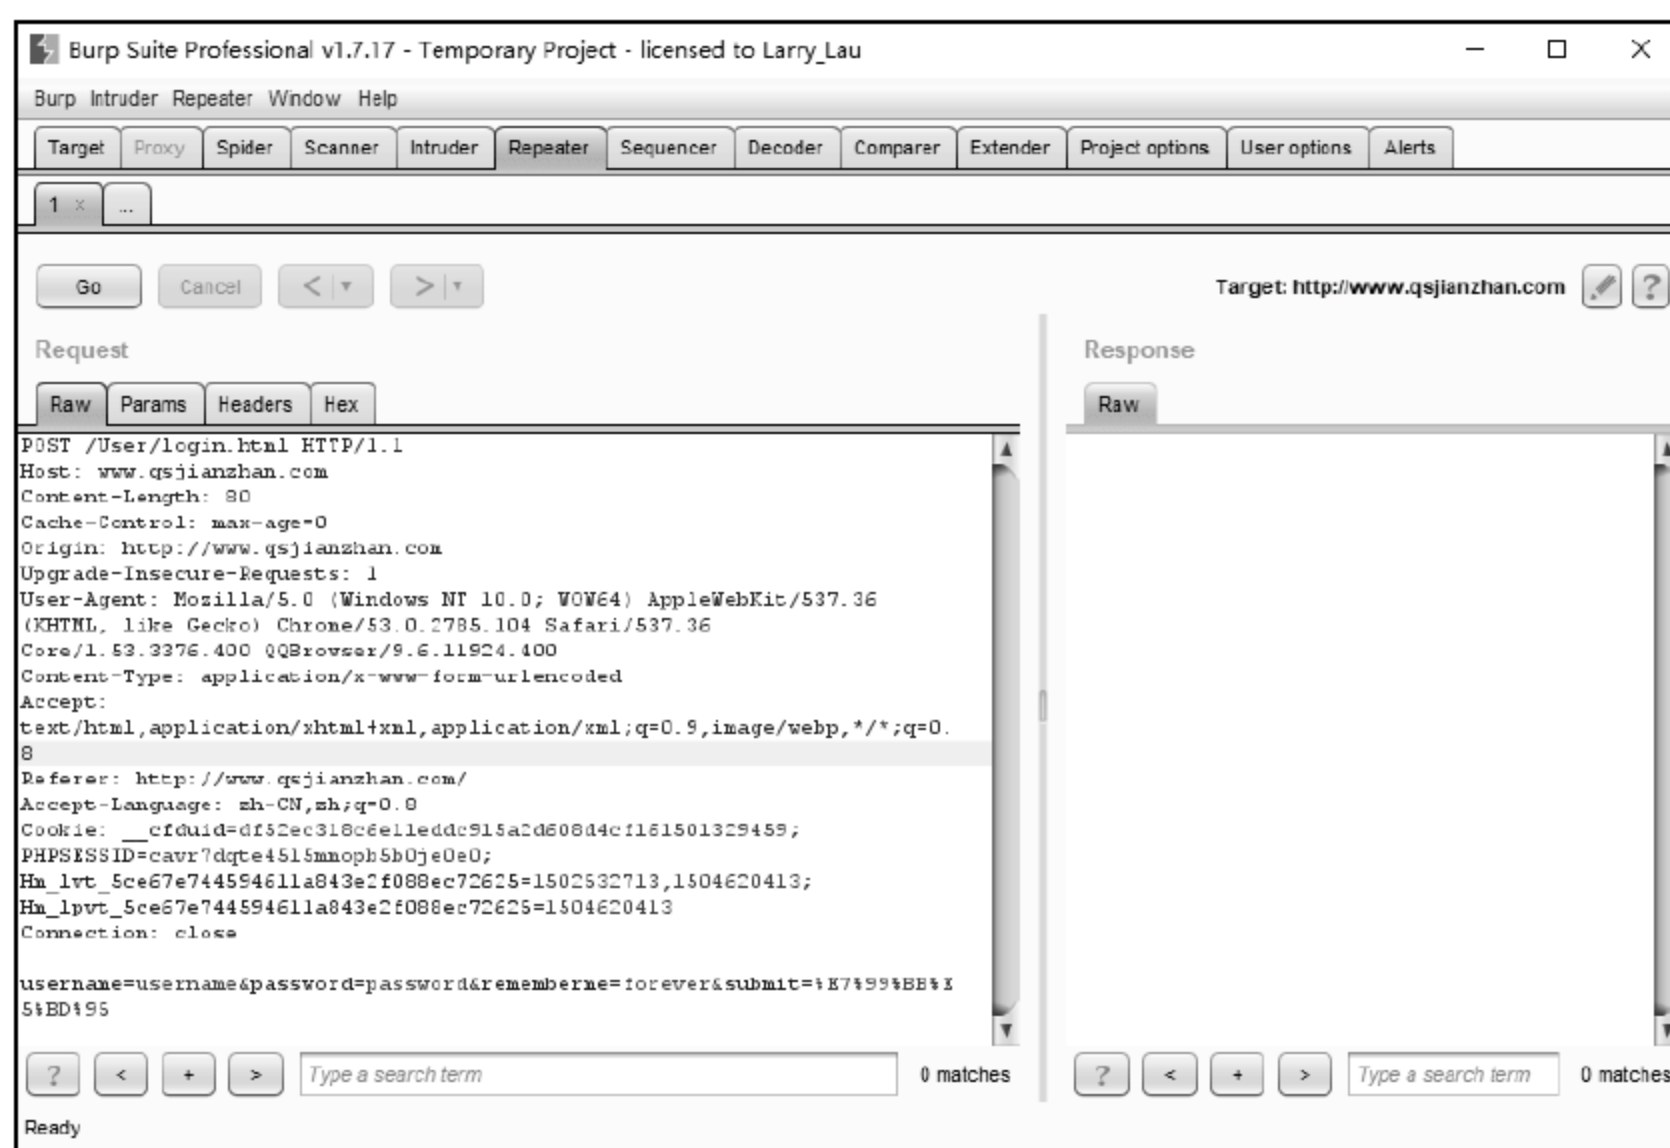 Burp Suite Professional v1.7.17 - Temporary Project - licensed to Larry_Lau
Burp Intruder Repeater Window Help
Target Proxy Spider Scanner Intruder Repeater Sequencer Decoder Comparer Extender Project options User options Alerts
1 × ...
Go Cancel < ▼ > ▼ Target: http://www.qsjianzhan.com ?
Request Response
Raw Params Headers Hex Raw
POST /User/login.html HTTP/1.1
Host: www.qsjianzhan.com
Content-Length: 80
Cache-Control: max-age=0
Origin: http://www.qsjianzhan.com
Upgrade-Insecure-Requests: 1
User-Agent: Mozilla/5.0 (Windows NT 10.0; WOW64) AppleWebKit/537.36
(KHTML, like Gecko) Chrome/53.0.2785.104 Safari/537.36
Core/1.53.3376.400 QQBrowser/9.6.11924.400
Content-Type: application/x-www-form-urlencoded
Accept:
text/html,application/xhtml+xml,application/xml;q=0.9,image/webp,*/*;q=0.
8
Referer: http://www.qsjianzhan.com/
Accept-Language: zh-CN,zh;q=0.8
Cookie: __cfduid=df52ec318c6e11eddc915a2d608d4cf161501329459;
PHPSESSID=cavr7dqte4515mnopb5b0je0e0;
Hm_lvt_5ce67e744594611a843e2f088ec72625=1502532713,1504620413;
Hm_lpvt_5ce67e744594611a843e2f088ec72625=1504620413
Connection: close
username=username&password=password&rememberme=forever&submit=%E7%99%BB%E
5%BD%95
? < + > Type a search term 0 matches ? < + > Type a search term 0 matches
Ready